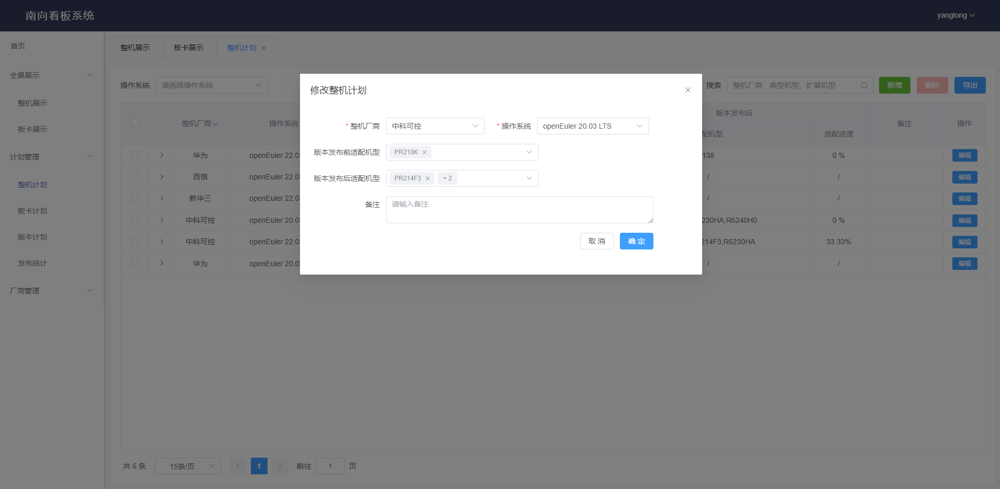 南向看板系统
yanglong
首页
全景展示
整机展示
板卡展示
计划管理
整机计划
板卡计划
版本计划
发布统计
厂商管理
整机展示 板卡展示 整机计划
操作系统 请选择操作系统
搜索 整机厂商、典型机型、扩展机型 新增 删除 导出
整机厂商 操作系统 版本发布后 备注 操作
配机型 适配进度
华为 openEuler 22.0 138 0 % 编辑
百信 openEuler 22.0 / / 编辑
新华三 openEuler 22.0 / / 编辑
中科可控 openEuler 20.0 230HA,R6240H0 0 % 编辑
中科可控 openEuler 22.0 214F3,R6230HA 33.33% 编辑
华为 openEuler 20.0 / / 编辑
修改整机计划
* 整机厂商 中科可控 * 操作系统 openEuler 20.03 LTS
版本发布前适配机型 PR210K
版本发布后适配机型 PR214F3 + 2
备注 请输入备注
取 消 确 定
共 6 条 15条/页 1 前往 1 页